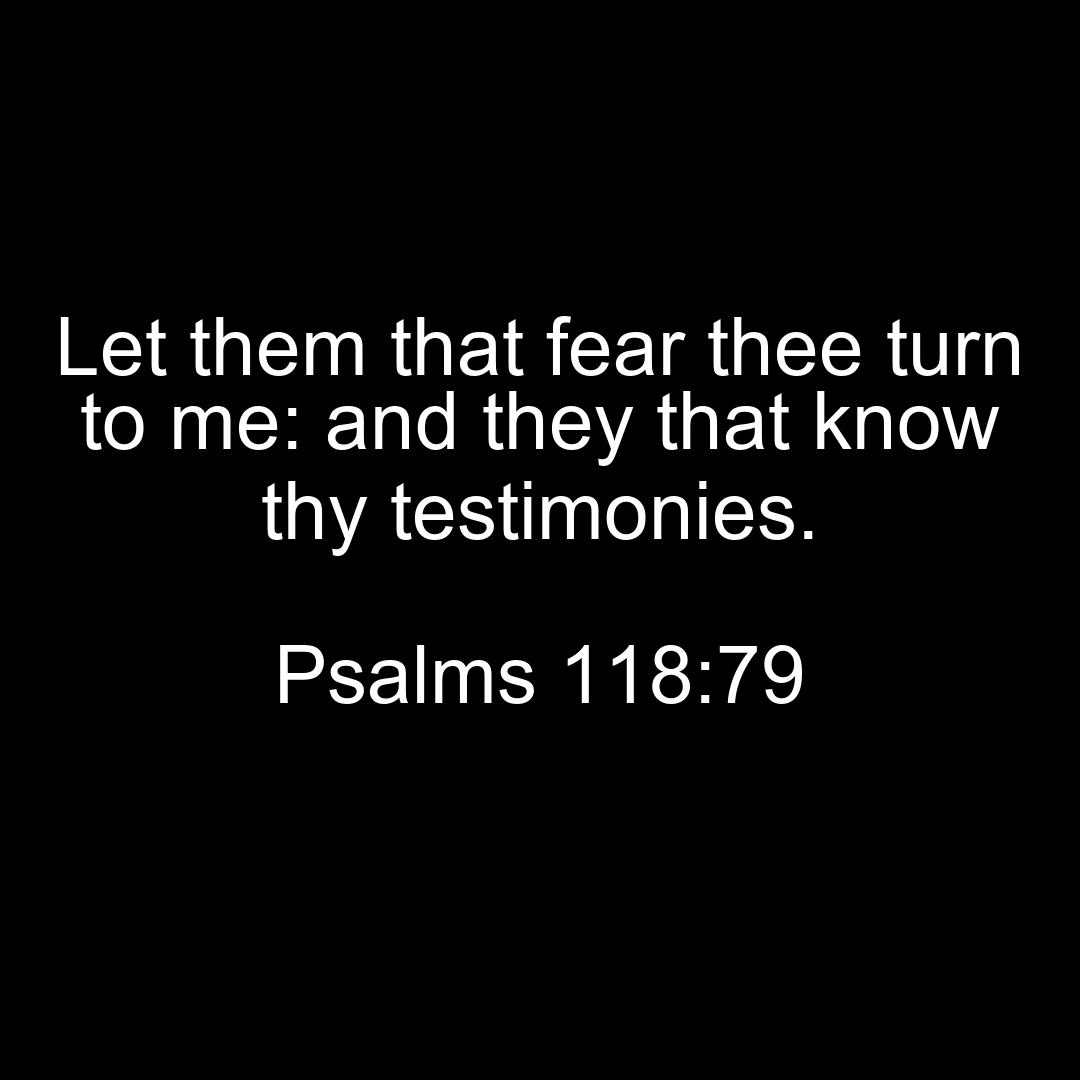 Let them that fear thee turn
to me: and they that know
thy testimonies.
Psalms 118:79